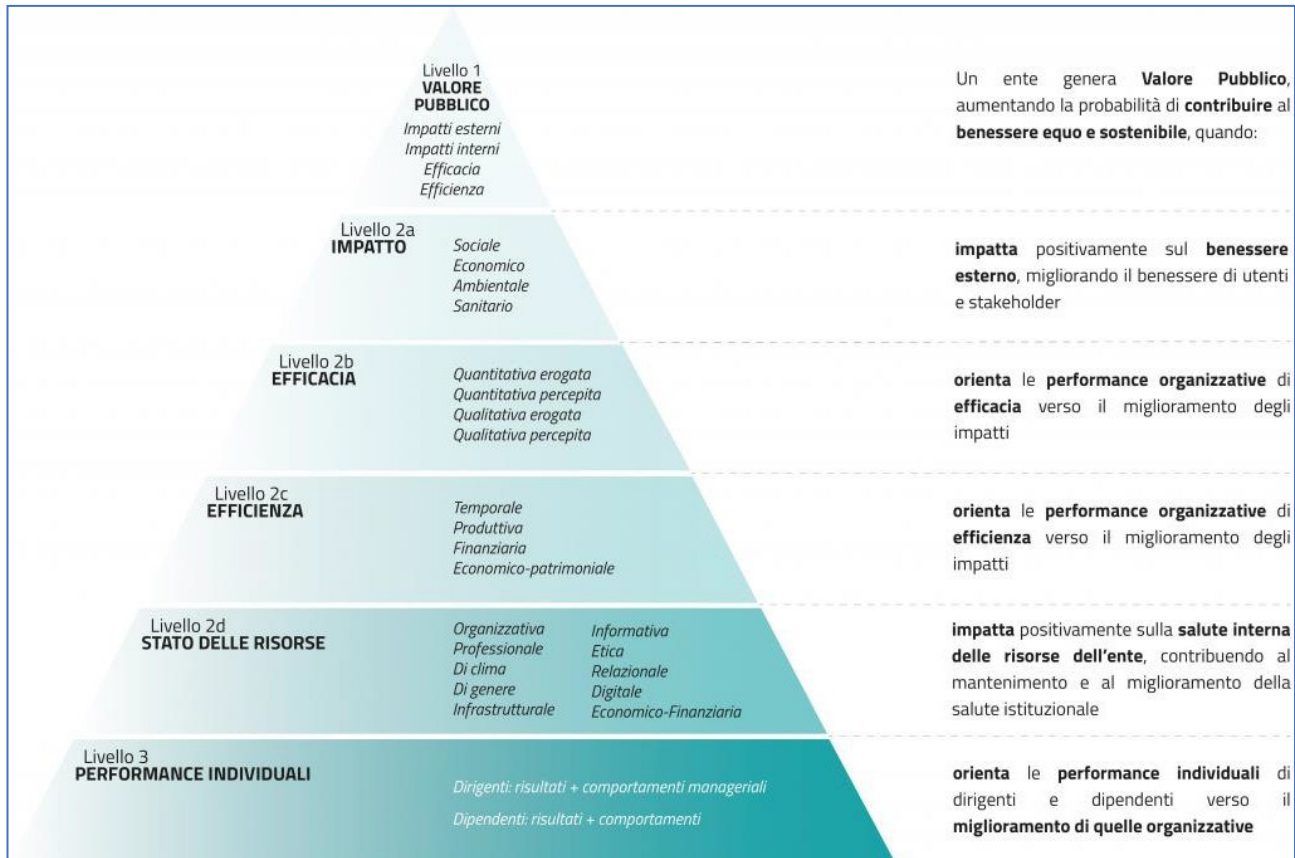 Livello 1
VALORE
PUBBLICO
Impatti esterni
Impatti interni
Efficacia
Efficienza
Un ente genera Valore Pubblico,
aumentando la probabilità di contribuire al
benessere equo e sostenibile, quando:
Livello 2a
IMPATTO
Sociale
Economico
Ambientale
Sanitario
impatta positivamente sul benessere
esterno, migliorando il benessere di utenti
e stakeholder
Livello 2b
EFFICACIA
Quantitativa erogata
Quantitativa percepita
Qualitativa erogata
Qualitativa percepita
orienta le performance organizzative di
efficacia verso il miglioramento degli
impatti
Livello 2c
EFFICIENZA
Temporale
Produttiva
Finanziaria
Economico-patrimoniale
orienta le performance organizzative di
efficienza verso il miglioramento degli
impatti
Livello 2d
STATO DELLE RISORSE
Organizzativa
Professionale
Di clima
Di genere
Infrastrutturale
Informativa
Etica
Relazionale
Digitale
Economico-Finanziaria
impatta positivamente sulla salute interna
delle risorse dell'ente, contribuendo al
mantenimento e al miglioramento della
salute istituzionale
Livello 3
PERFORMANCE INDIVIDUALI
Dirigenti: risultati + comportamenti manageriali
Dipendenti: risultati + comportamenti
orienta le performance individuali di
dirigenti e dipendenti verso il
miglioramento di quelle organizzative